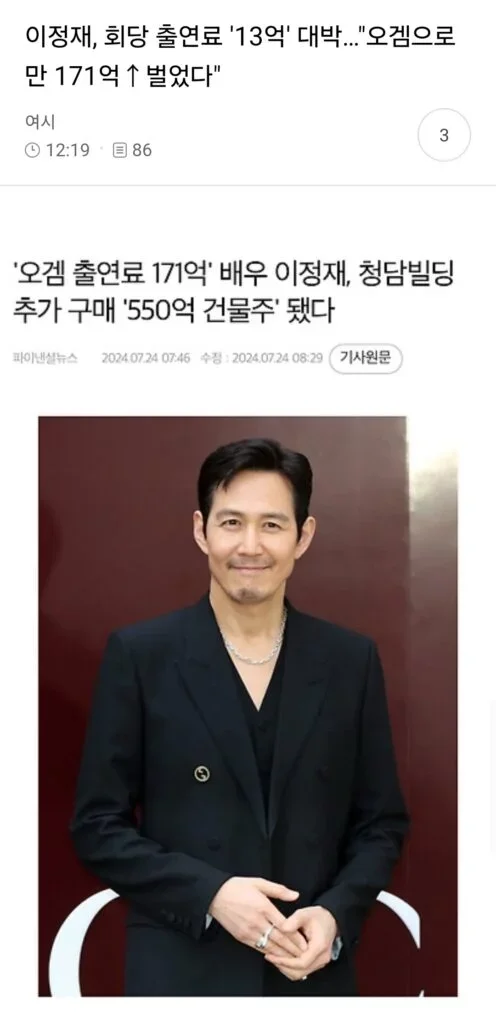 이정재, 회당 출연료 '13억' 대박..."오겜으로
만 171억↑벌었다"
여시
12:19 · 86
3
'오겜 출연료 171억' 배우 이정재, 청담빌딩
추가 구매 '550억 건물주' 됐다
파이낸셜뉴스 2024.07.24 07:46 수정 : 2024.07.24 08:29 기사원문